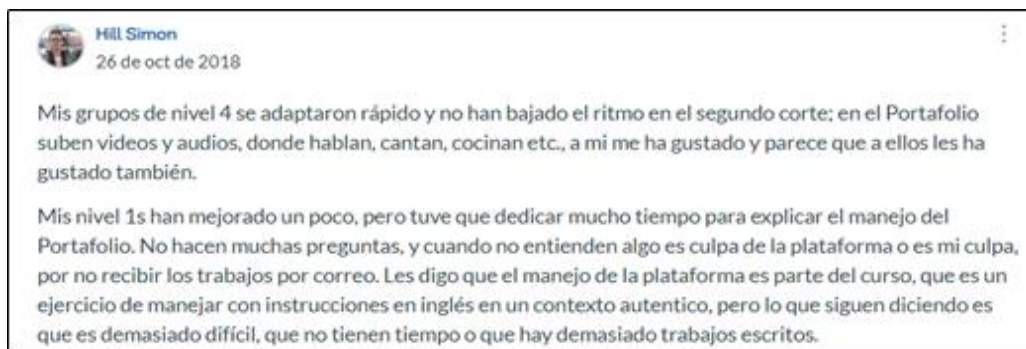 Hill Simon
26 de oct de 2018
Mis grupos de nivel 4 se adaptaron rápido y no han bajado el ritmo en el segundo corte; en el Portafolio
suben videos y audios, donde hablan, cantan, cocinan etc., a mi me ha gustado y parece que a ellos les ha
gustado también.
Mis nivel 1s han mejorado un poco, pero tuve que dedicar mucho tiempo para explicar el manejo del
Portafolio. No hacen muchas preguntas, y cuando no entienden algo es culpa de la plataforma o es mi culpa,
por no recibir los trabajos por correo. Les digo que el manejo de la plataforma es parte del curso, que es un
ejercicio de manejar con instrucciones en inglés en un contexto autentico, pero lo que siguen diciendo es
que es demasiado difícil, que no tienen tiempo o que hay demasiado trabajos escritos.